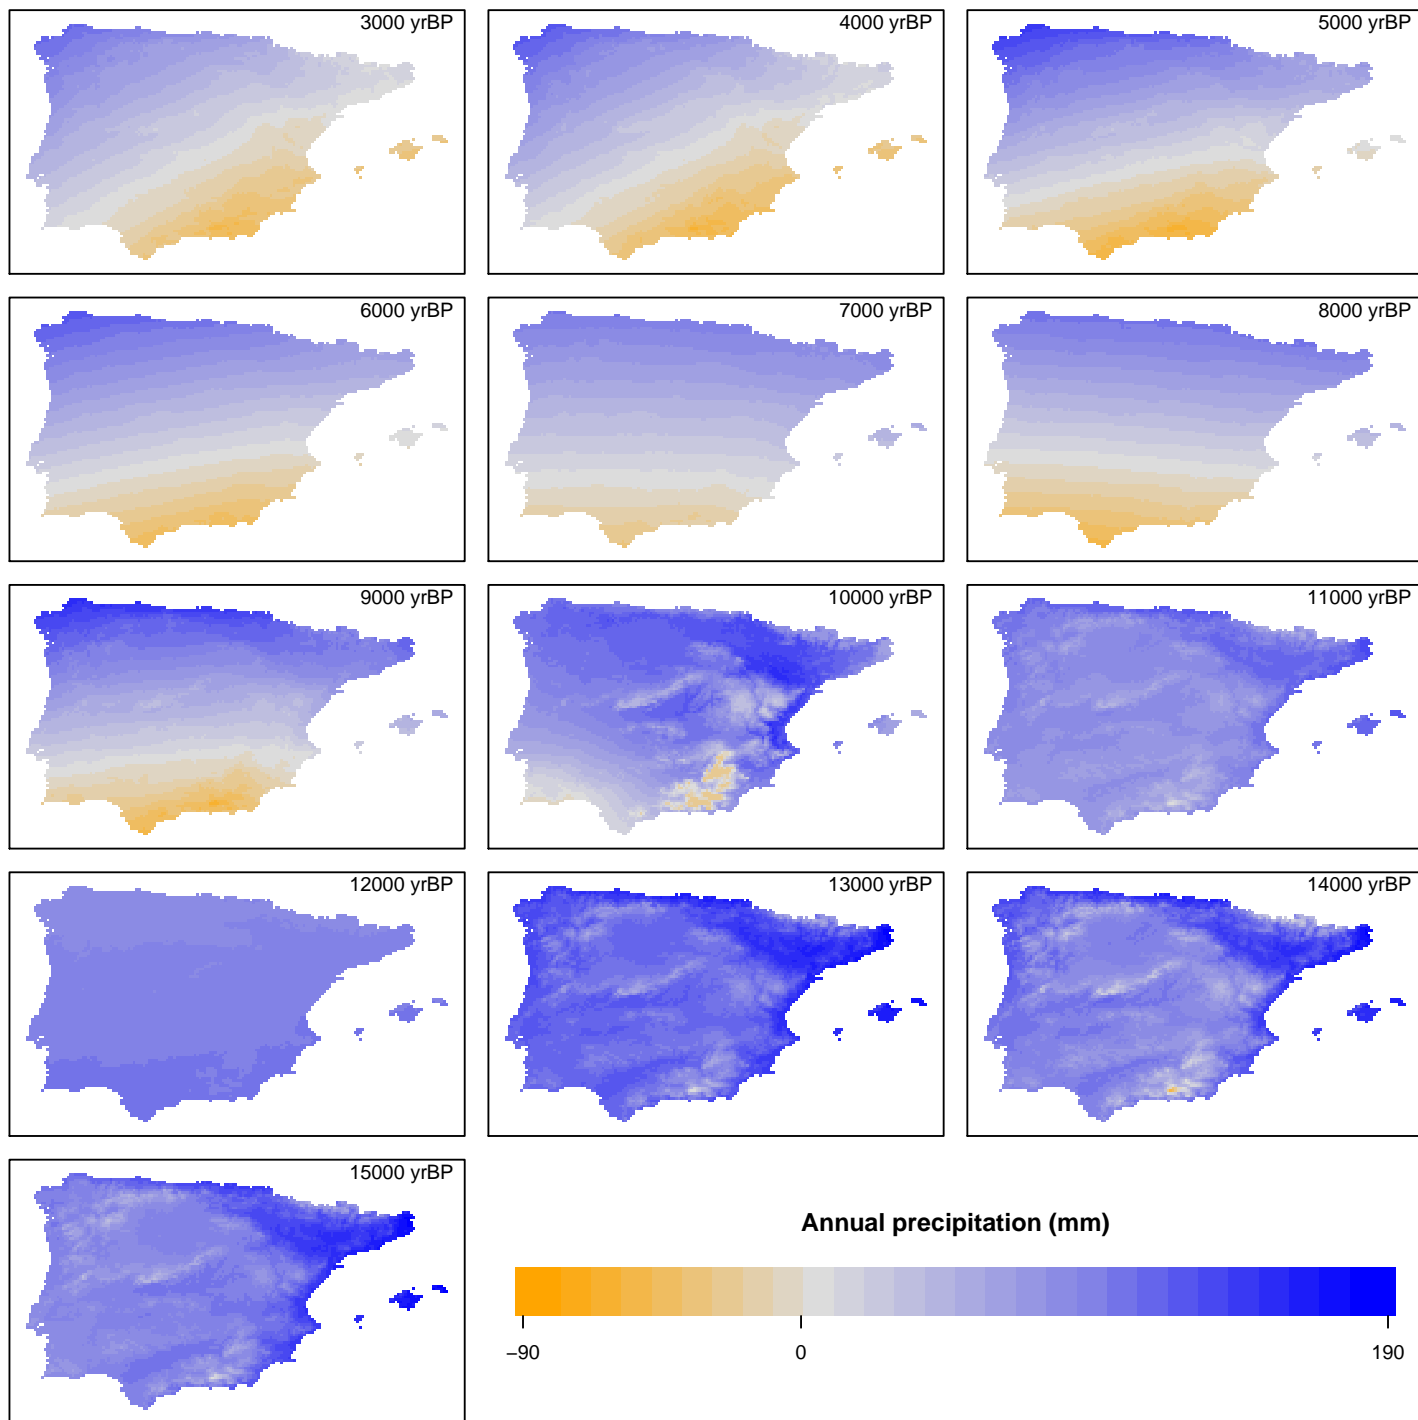 3000 yrBP
4000 yrBP
5000 yrBP
6000 yrBP
7000 yrBP
8000 yrBP
9000 yrBP
10000 yrBP
11000 yrBP
12000 yrBP
13000 yrBP
14000 yrBP
15000 yrBP
Annual precipitation (mm)
−90 0 190